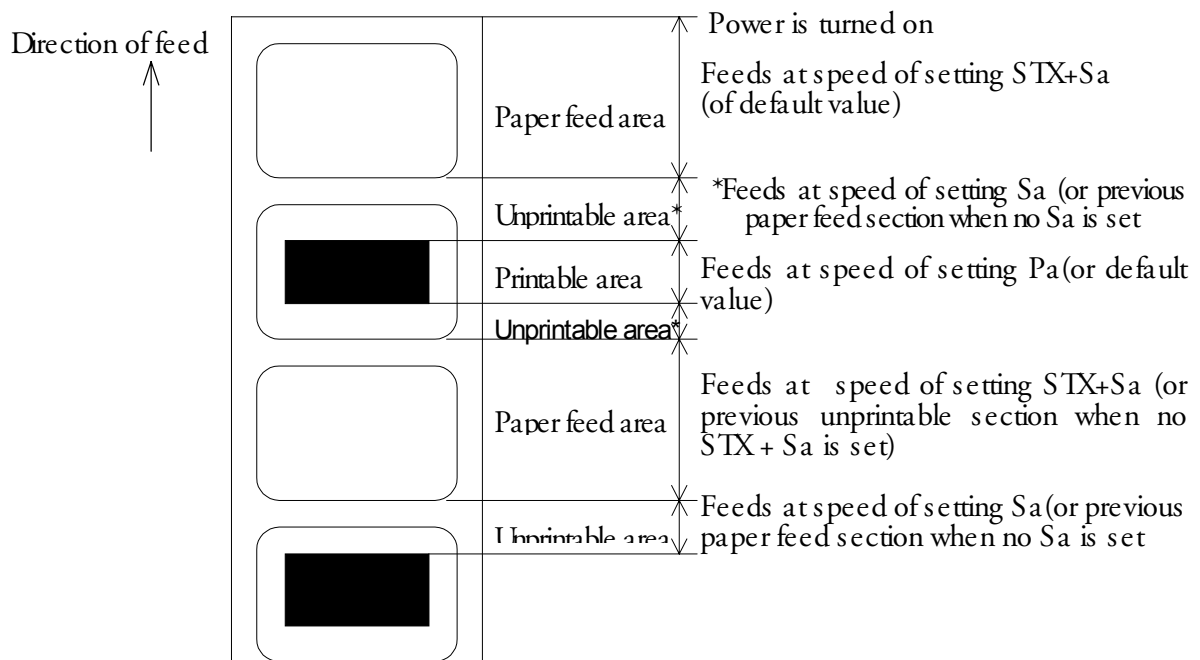 Direction of feed
Power is turned on
Feeds at speed of setting STX+Sa
(of default value)
Paper feed area
*Feeds at speed of setting Sa (or previous
paper feed section when no Sa is set
Unprintable area*
Printable area
Feeds at speed of setting Pa(or default
value)
Unprintable area*
Feeds at speed of setting STX+Sa (or
previous unprintable section when no
STX + Sa is set)
Paper feed area
Feeds at speed of setting Sa(or previous
paper feed section when no Sa is set
Unprintable area